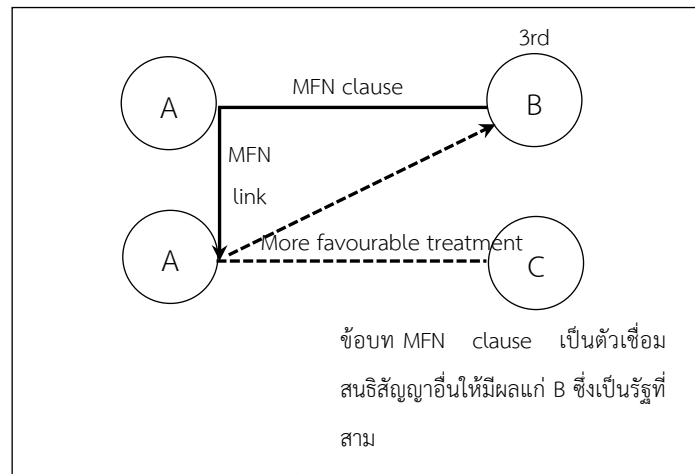 3rd
A
MFN clause
B
MFN
link
A
More favourable treatment
C
ข้อบท MFN clause เป็นตัวเชื่อม
สนธิสัญญาอื่นให้มีผลแก่ B ซึ่งเป็นรัฐที่
สาม